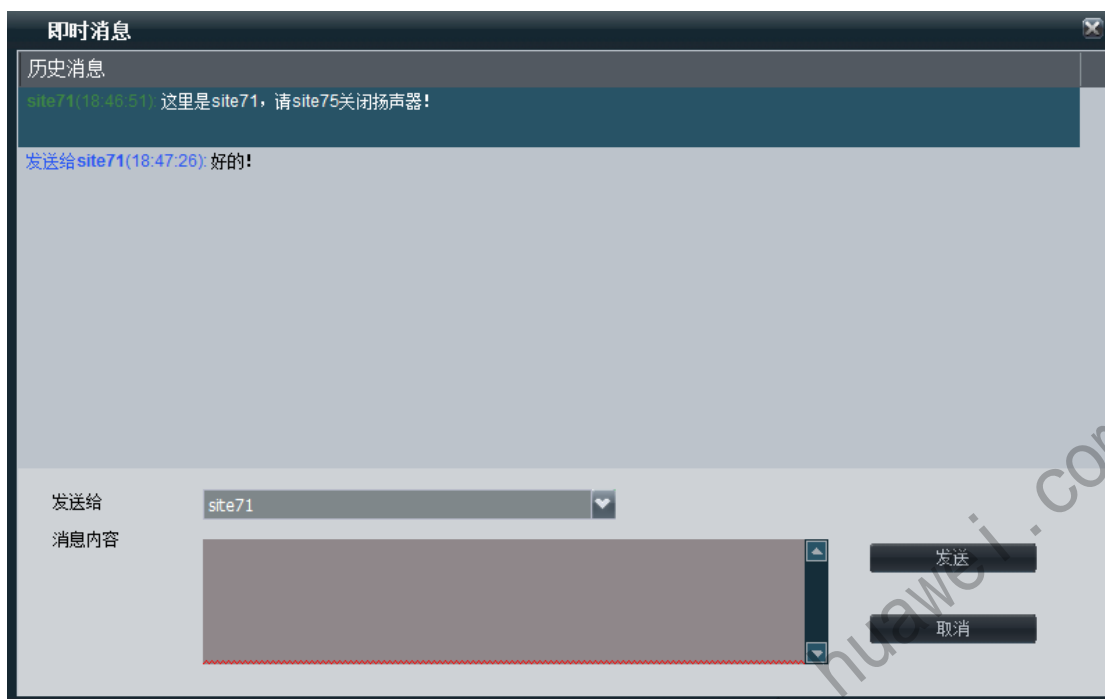 即时消息
历史消息
site71(18:46:51): 这里是site71，请site75关闭扬声器！
发送给site71(18:47:26): 好的！
发送给
site71
消息内容
发送
取消
huawei.com